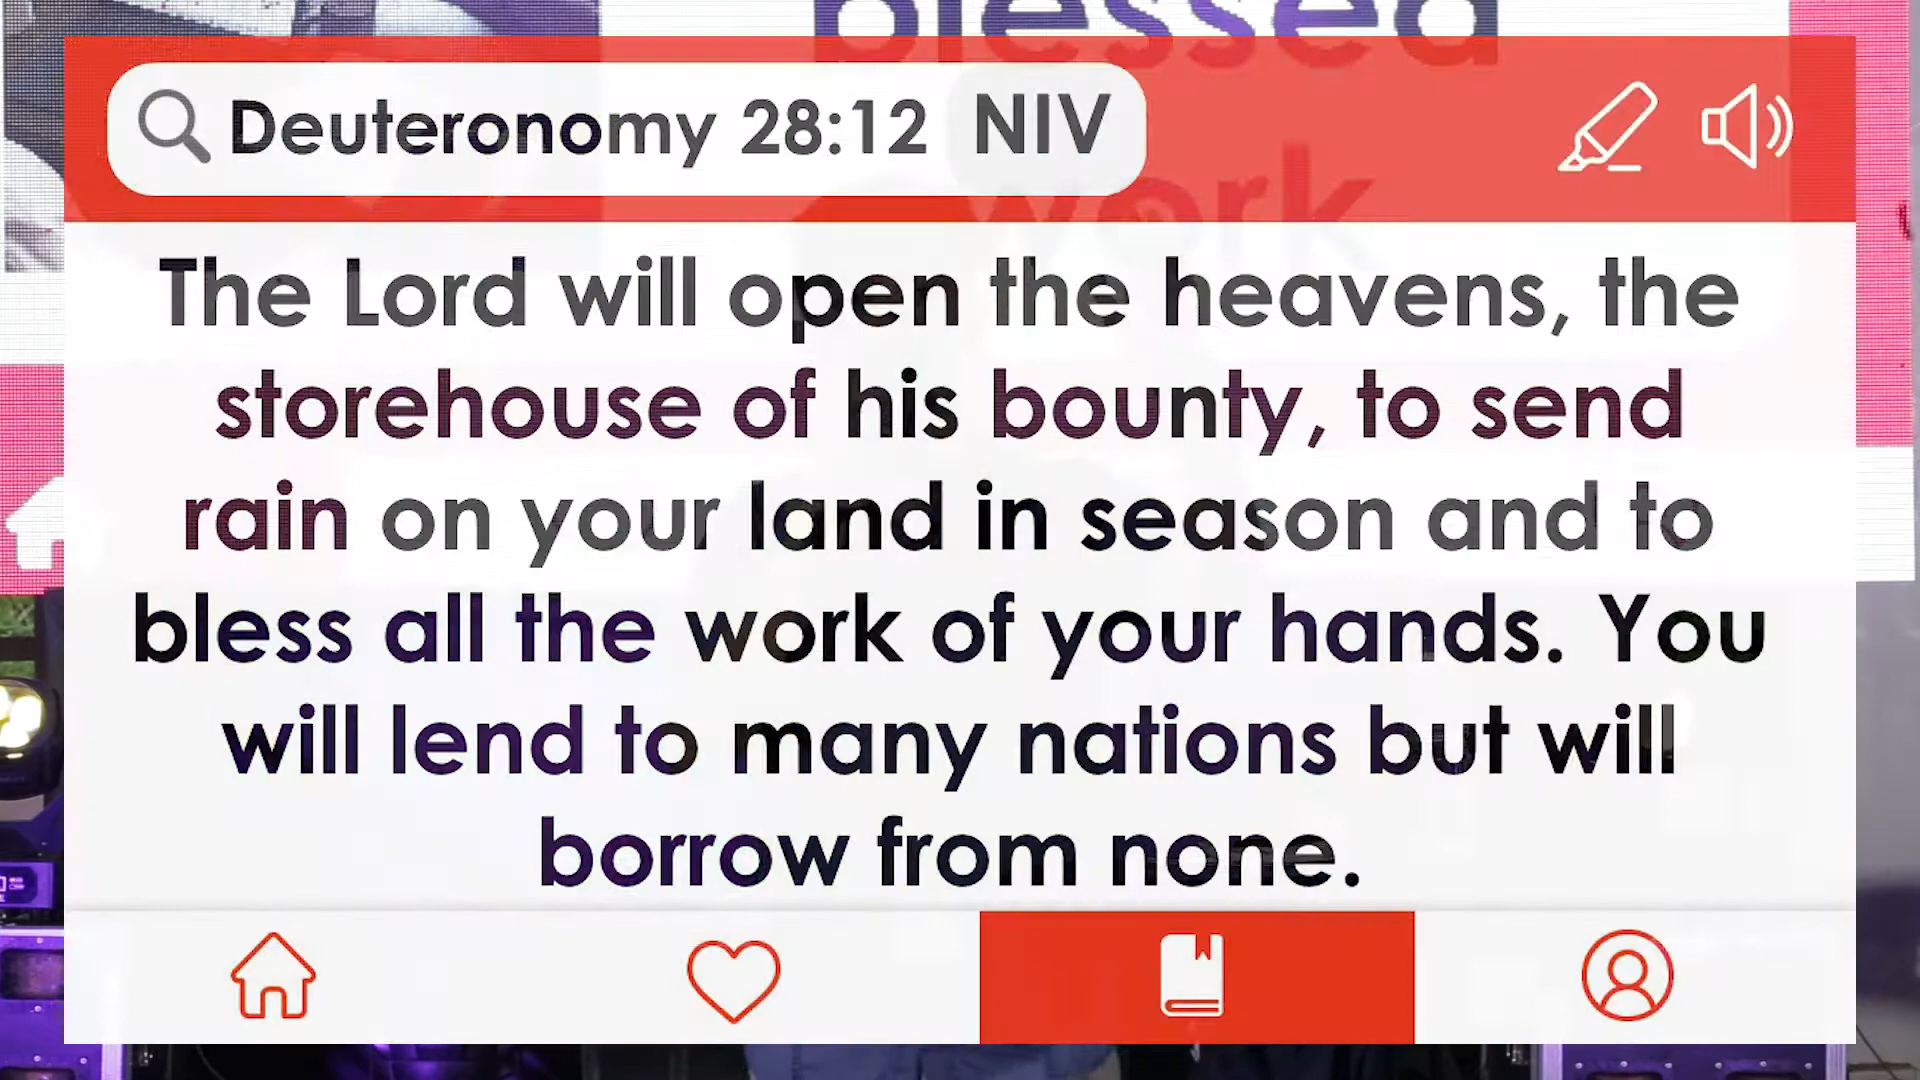 blessed
work
Deuteronomy 28:12 NIV
The Lord will open the heavens, the
storehouse of his bounty, to send
rain on your land in season and to
bless all the work of your hands. You
will lend to many nations but will
borrow from none.